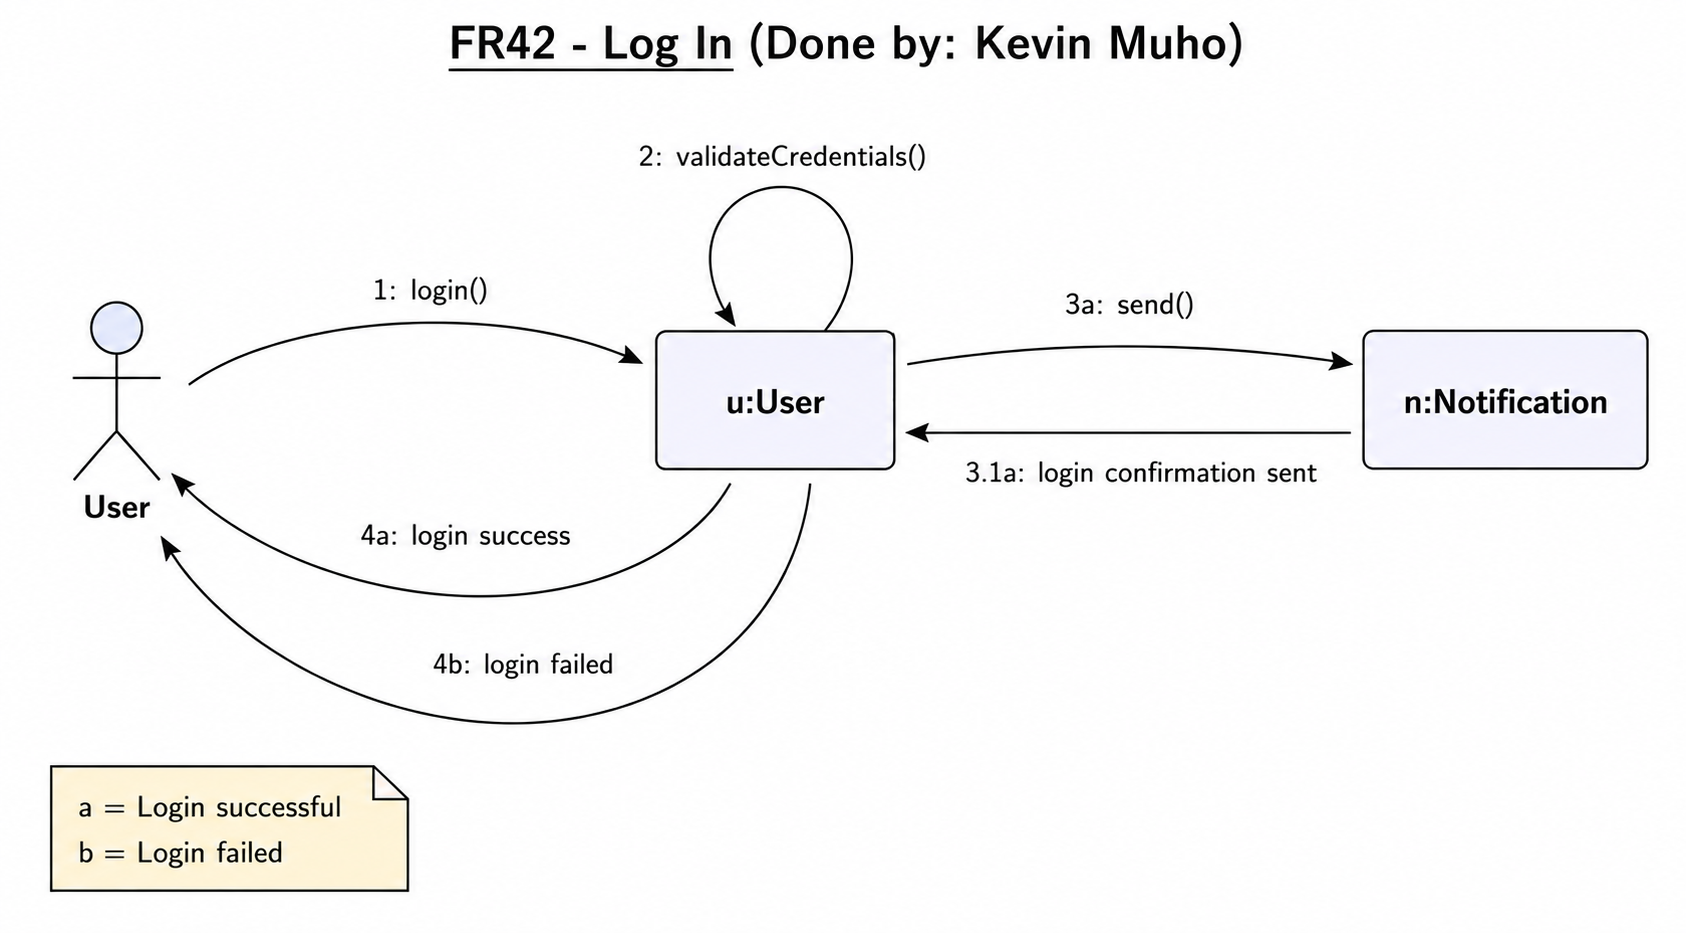 FR42 - Log In (Done by: Kevin Muho)
2: validateCredentials()
1: login()
3a: send()
u:User
n:Notification
3.1a: login confirmation sent
User
4a: login success
4b: login failed
a = Login successful
b = Login failed